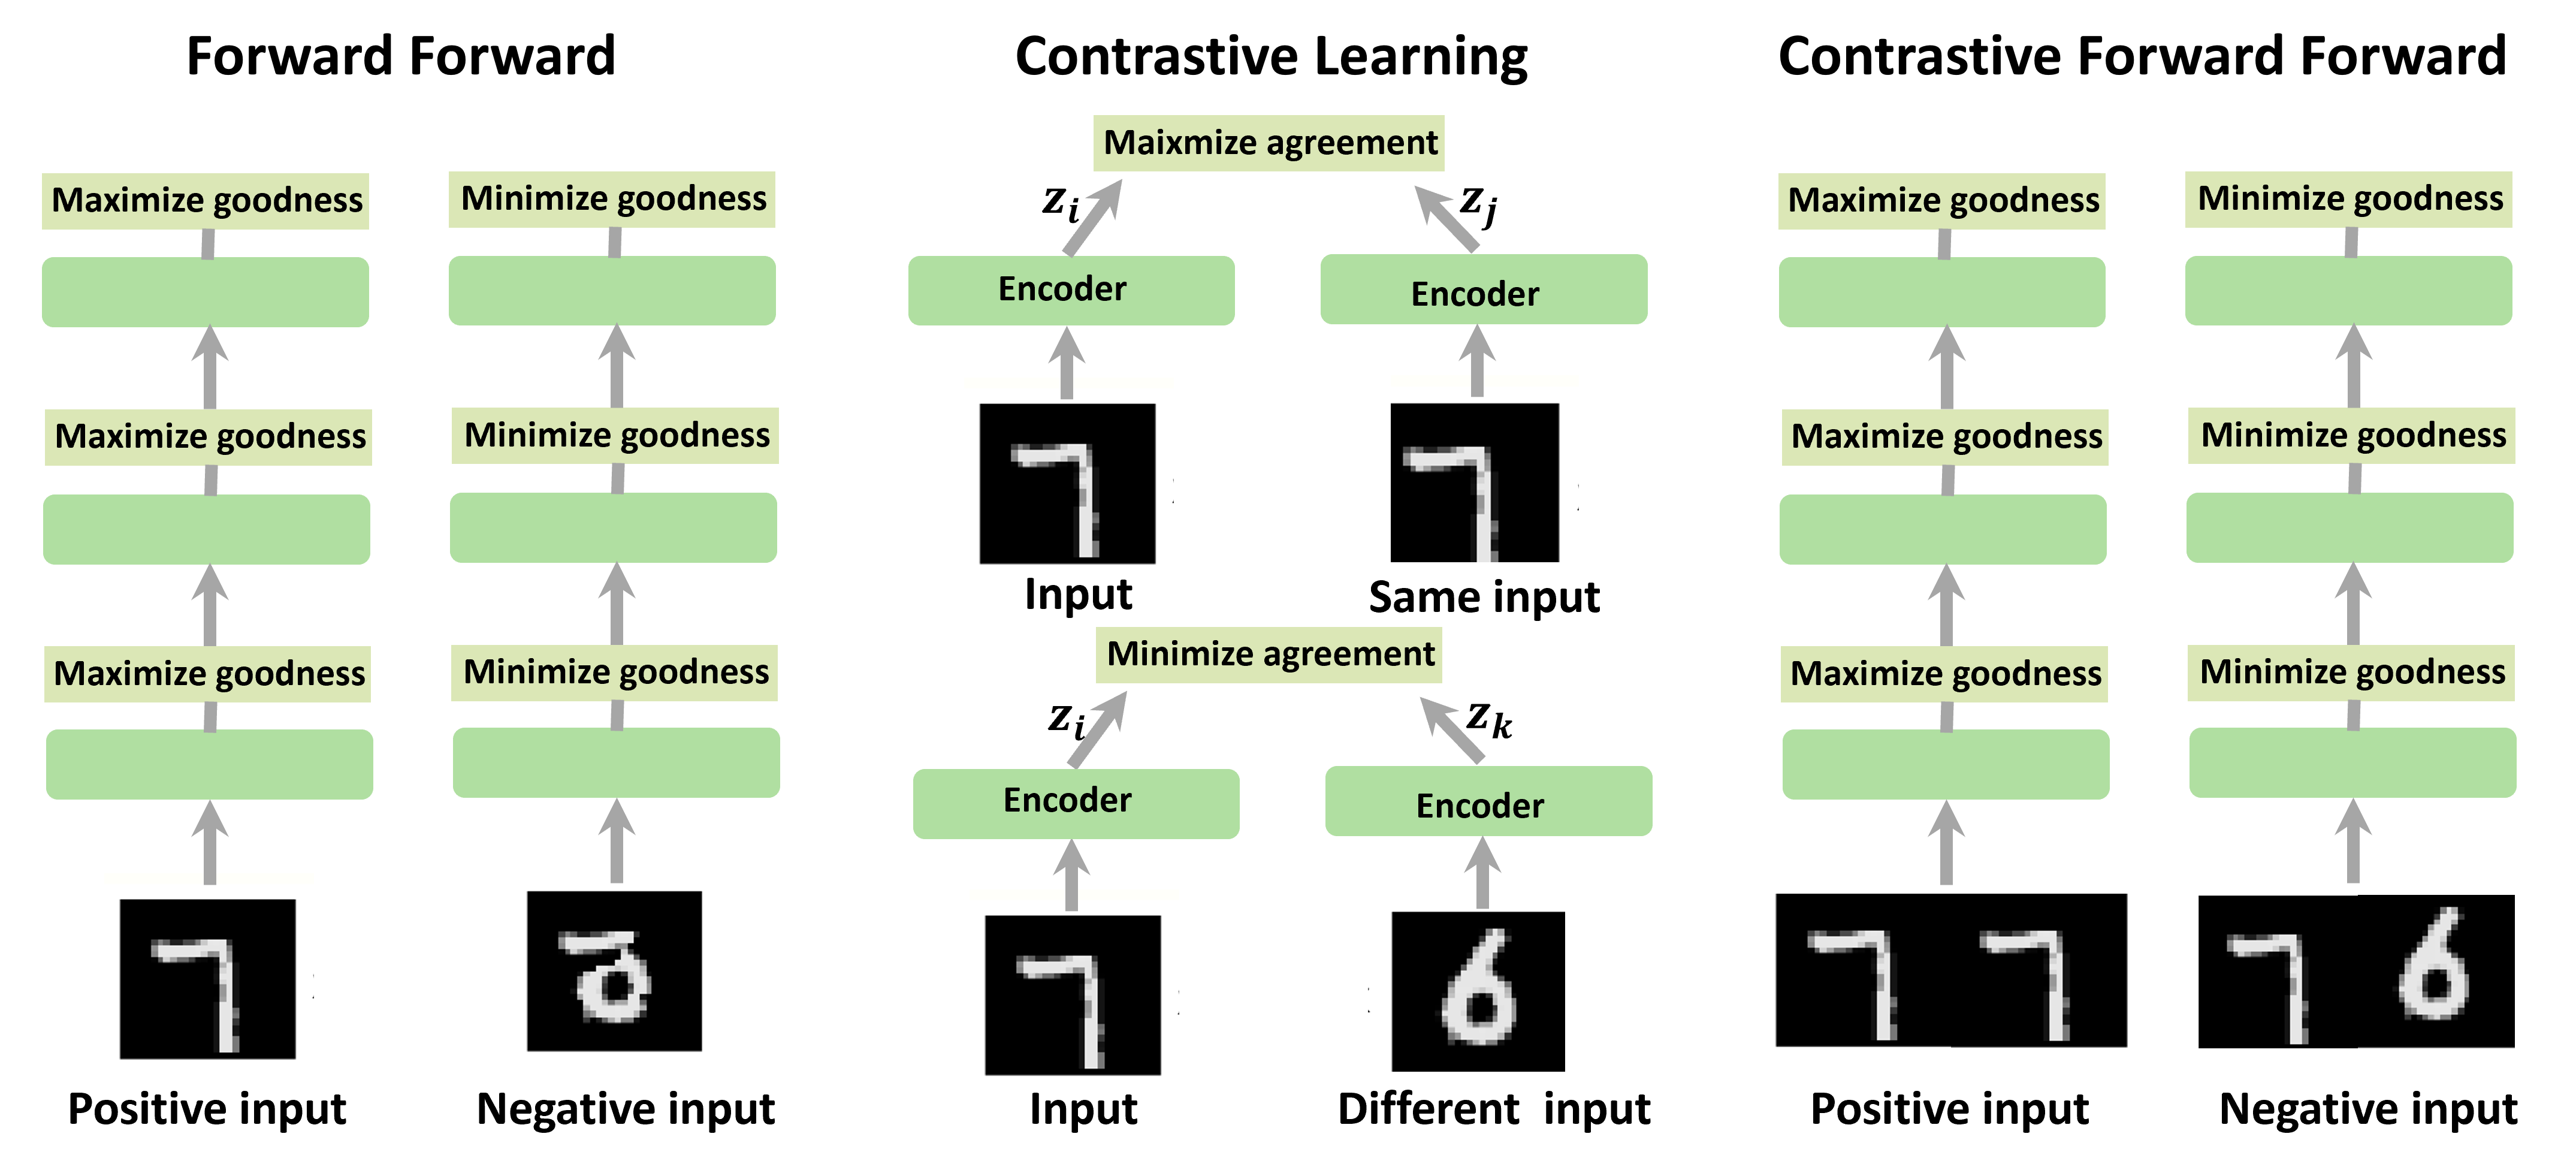 Forward Forward
Maximize goodness
Minimize goodness
Maximize goodness
Minimize goodness
Maximize goodness
Minimize goodness
Positive input
Negative input
Contrastive Learning
Maixmize agreement
z_i
z_j
Encoder
Encoder
Input
Same input
Minimize agreement
z_i
z_k
Encoder
Encoder
Input
Different input
Contrastive Forward Forward
Maximize goodness
Minimize goodness
Maximize goodness
Minimize goodness
Maximize goodness
Minimize goodness
Positive input
Negative input